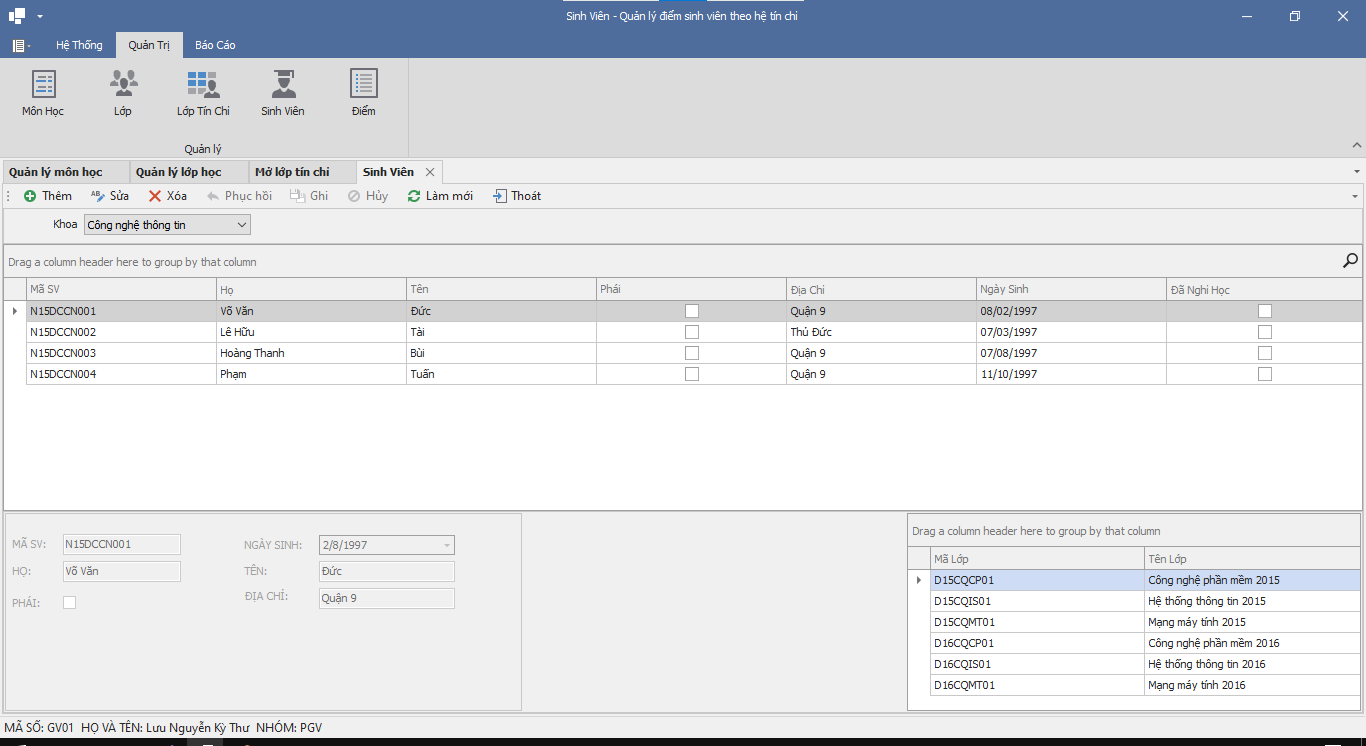 Sinh Viên - Quản lý điểm sinh viên theo hệ tín chỉ
Hệ Thống Quản Trị Báo Cáo
Môn Học Lớp Lớp Tín Chỉ Sinh Viên Điểm
Quản lý
Quản lý môn học Quản lý lớp học Mở lớp tín chỉ Sinh Viên
Thêm Sửa Xóa Phục hồi Ghi Hủy Làm mới Thoát
Khoa Công nghệ thông tin
Drag a column header here to group by that column
Mã SV Họ Tên Phái Địa Chỉ Ngày Sinh Đã Nghỉ Học
N15DCCN001 Võ Văn Đức Quận 9 08/02/1997
N15DCCN002 Lê Hữu Tài Thủ Đức 07/03/1997
N15DCCN003 Hoàng Thanh Bùi Quận 9 07/08/1997
N15DCCN004 Phạm Tuấn Quận 9 11/10/1997
MÃ SV: N15DCCN001 NGÀY SINH: 2/8/1997
HỌ: Võ Văn TÊN: Đức
PHÁI: ĐỊA CHỈ: Quận 9
Drag a column header here to group by that column
Mã Lớp Tên Lớp
D15CQCP01 Công nghệ phần mềm 2015
D15CQIS01 Hệ thống thông tin 2015
D15CQMT01 Mạng máy tính 2015
D16CQCP01 Công nghệ phần mềm 2016
D16CQIS01 Hệ thống thông tin 2016
D16CQMT01 Mạng máy tính 2016
MÃ SỐ: GV01 HỌ VÀ TÊN: Lưu Nguyễn Kỳ Thư NHÓM: PGV